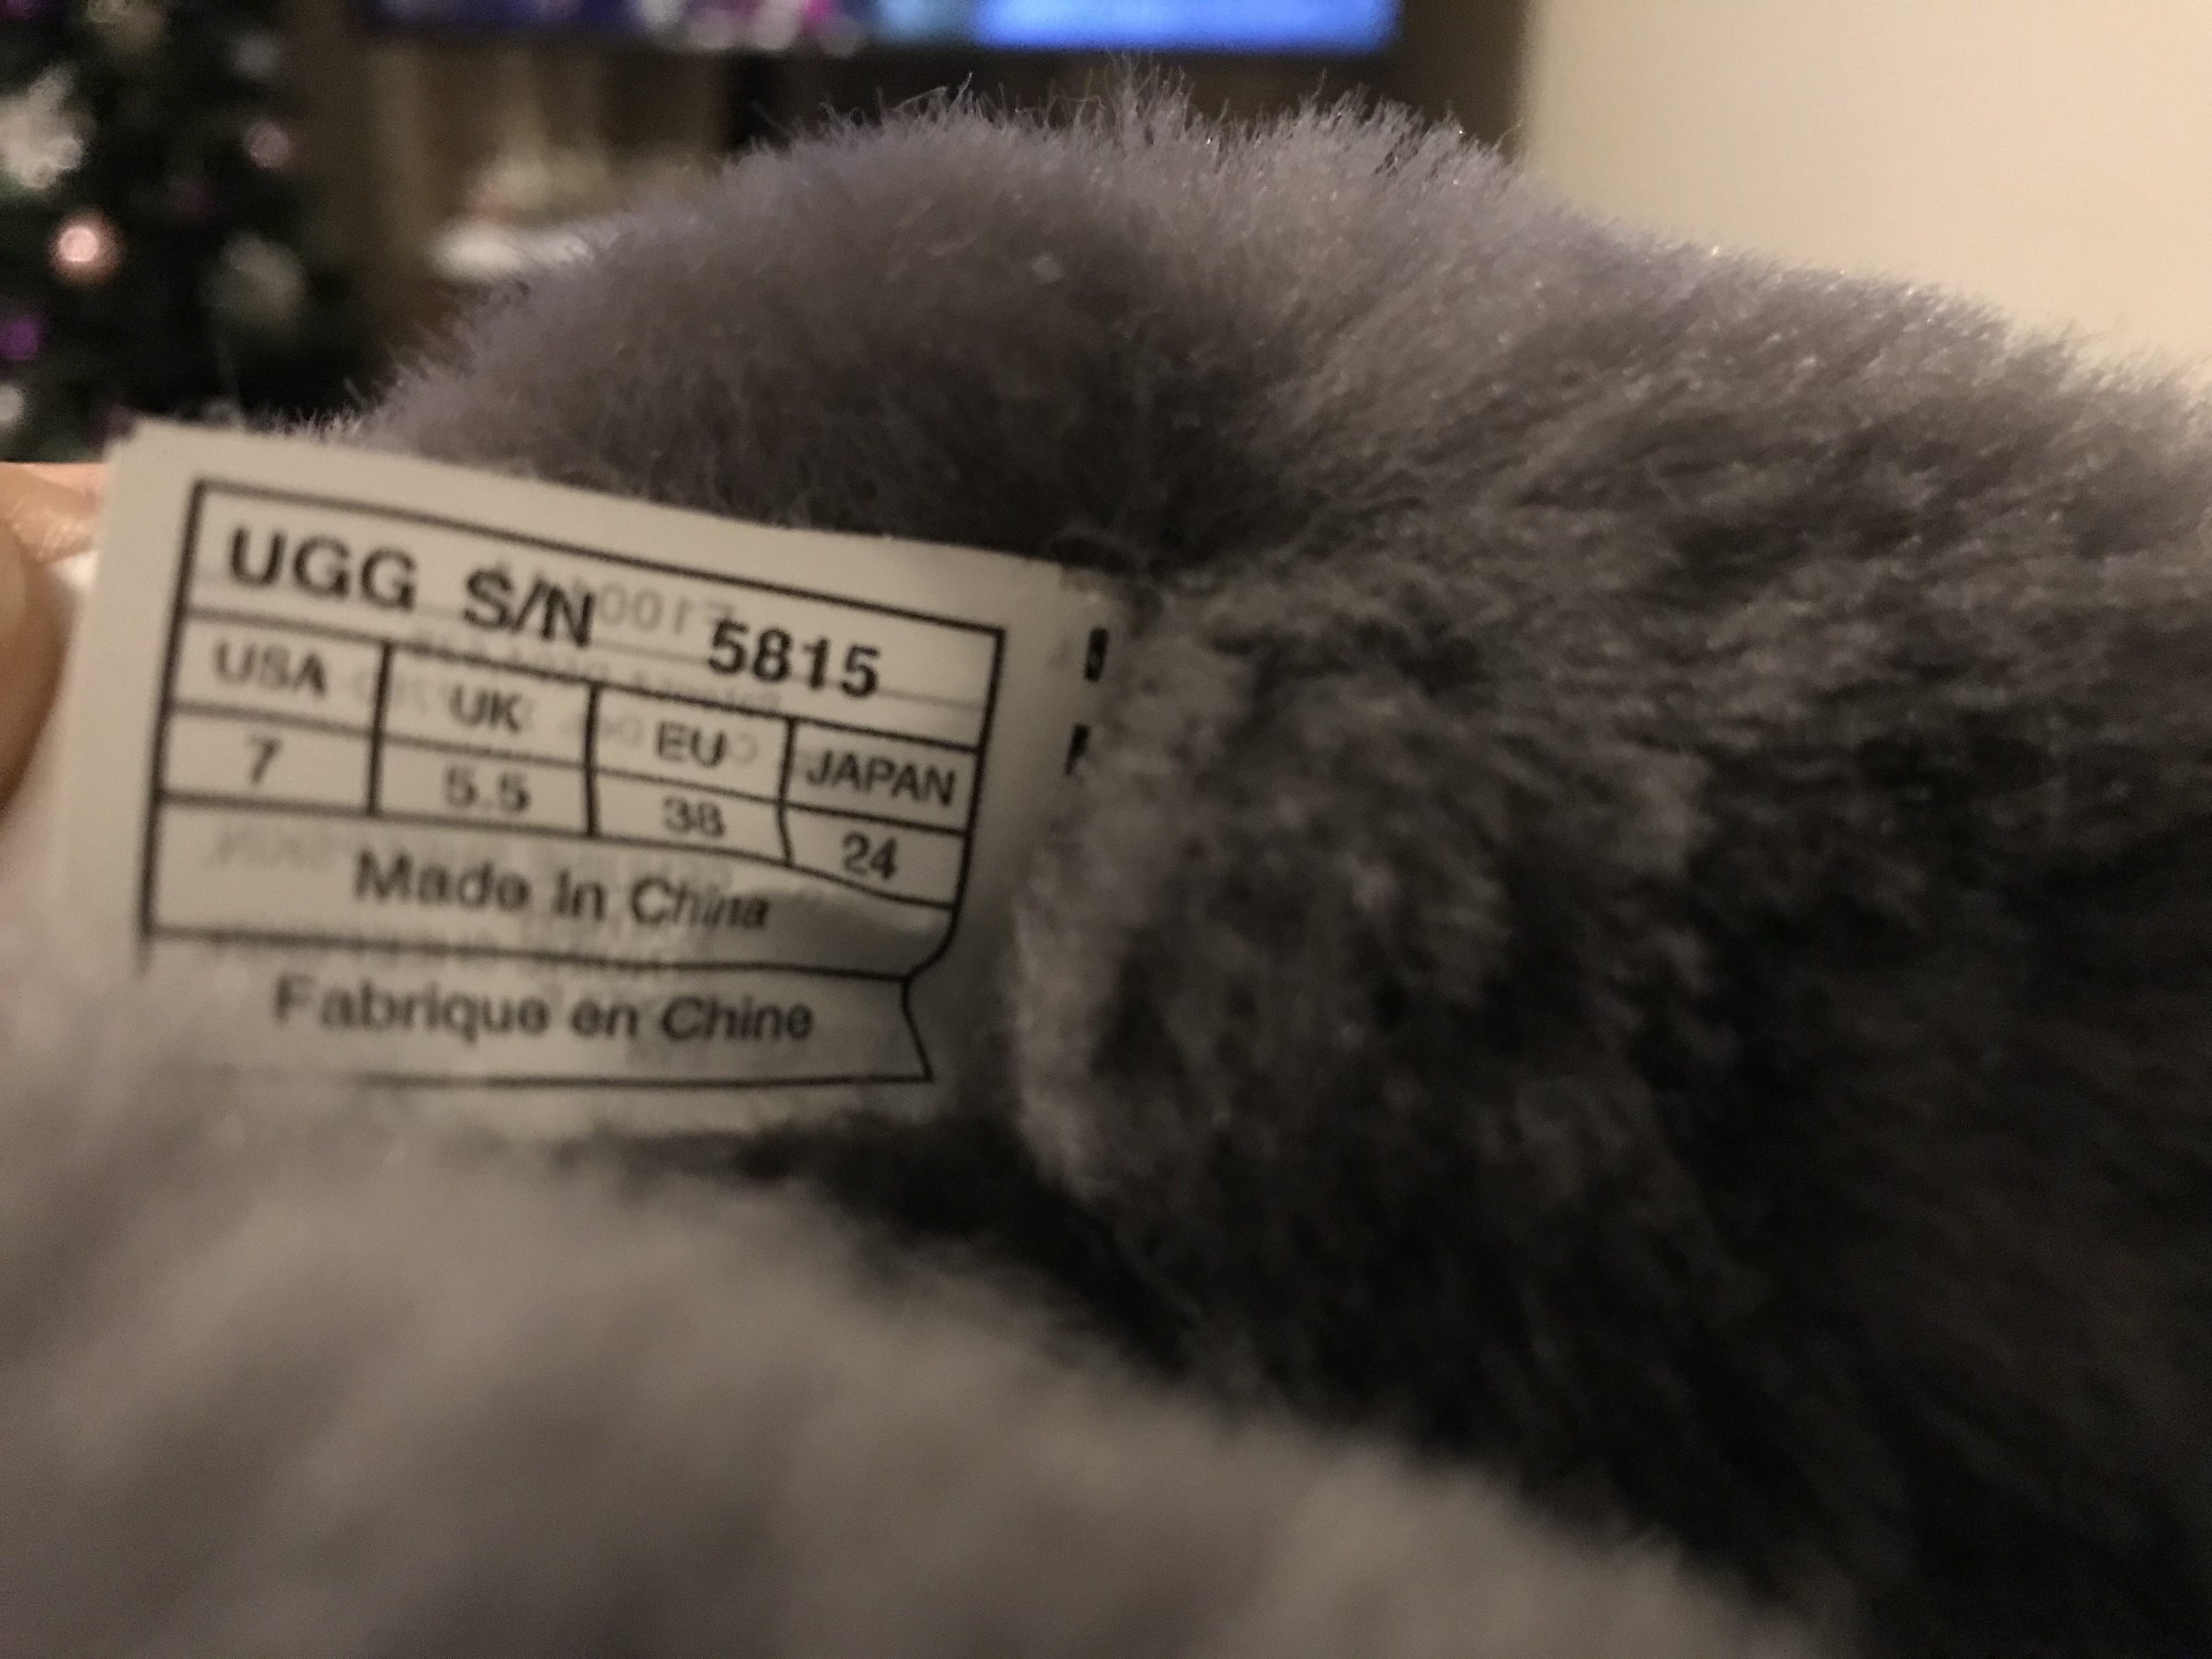 UGG S/N 5815
USA UK EU JAPAN
7 5.5 38 24
Made in China
Fabrique en Chine